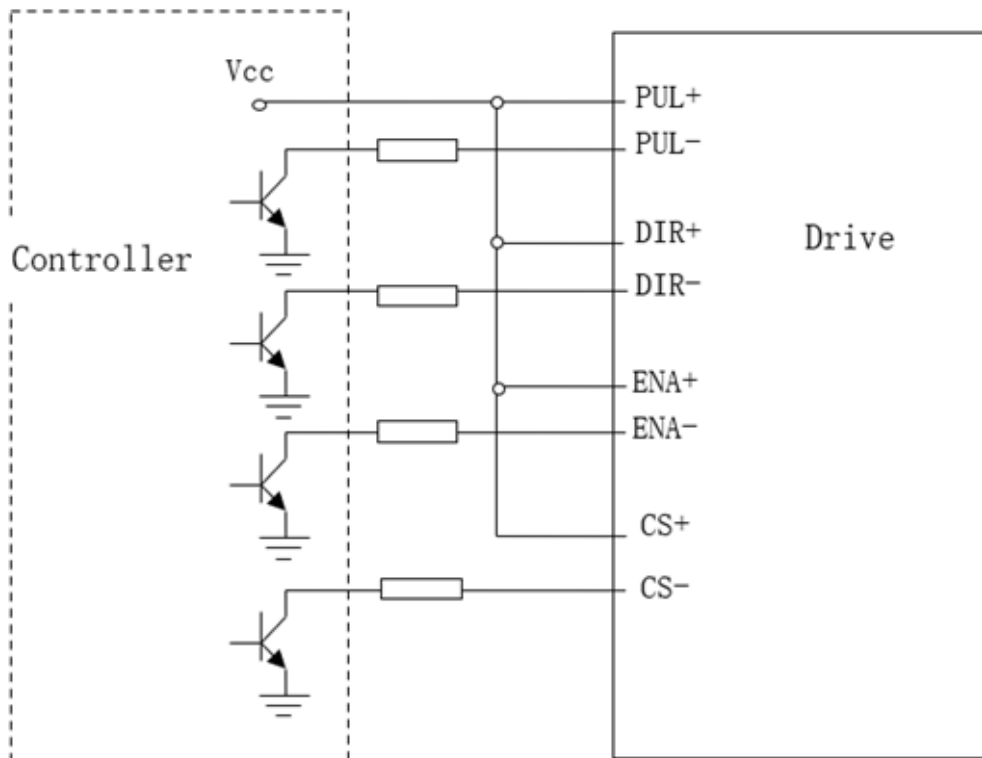 Vcc
PUL+
PUL-
DIR+
Controller
Drive
DIR-
ENA+
ENA-
CS+
CS-